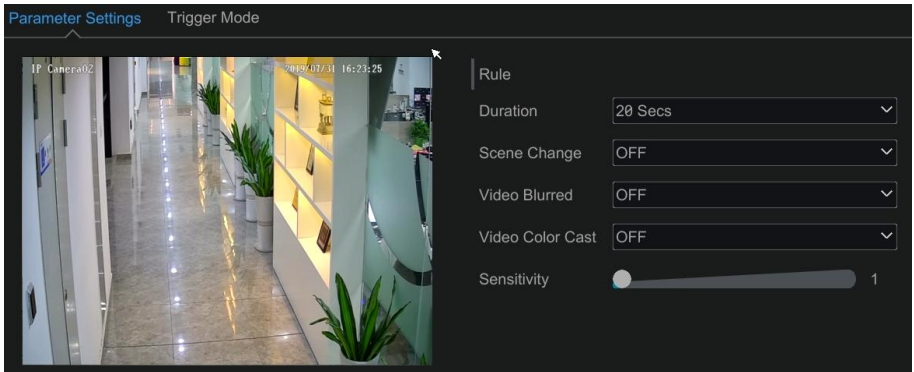 Parameter Settings Trigger Mode
IP Camera02 2019/07/31 16:23:25
Rule
Duration 20 Secs
Scene Change OFF
Video Blurred OFF
Video Color Cast OFF
Sensitivity 1